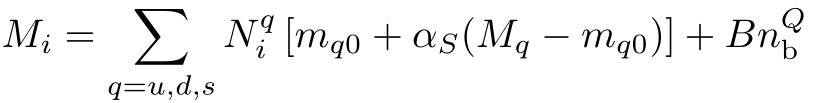 $M_i = \sum_{q=u,d,s} N_i^q \left[ m_{q0} + \alpha_S (M_q - m_{q0}) \right] + B n_{\mathrm{b}}^Q$